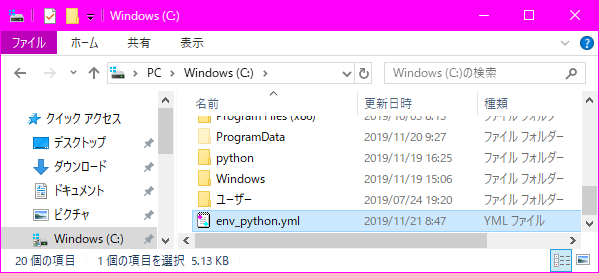 Windows (C:)
ファイル ホーム 共有 表示
PC Windows (C:) Windows (C:)の検索
名前 更新日時 種類
Program Files (x86) 2019/10/05 8:15 ファイル フォルダー
クイック アクセス
ProgramData 2019/11/20 9:27 ファイル フォルダー
デスクトップ
python 2019/11/19 16:25 ファイル フォルダー
ダウンロード
Windows 2019/11/19 15:06 ファイル フォルダー
ドキュメント
ユーザー 2019/07/24 19:20 ファイル フォルダー
ピクチャ
env_python.yml 2019/11/21 8:47 YML ファイル
Windows (C:)
20 個の項目 1 個の項目を選択 5.13 KB